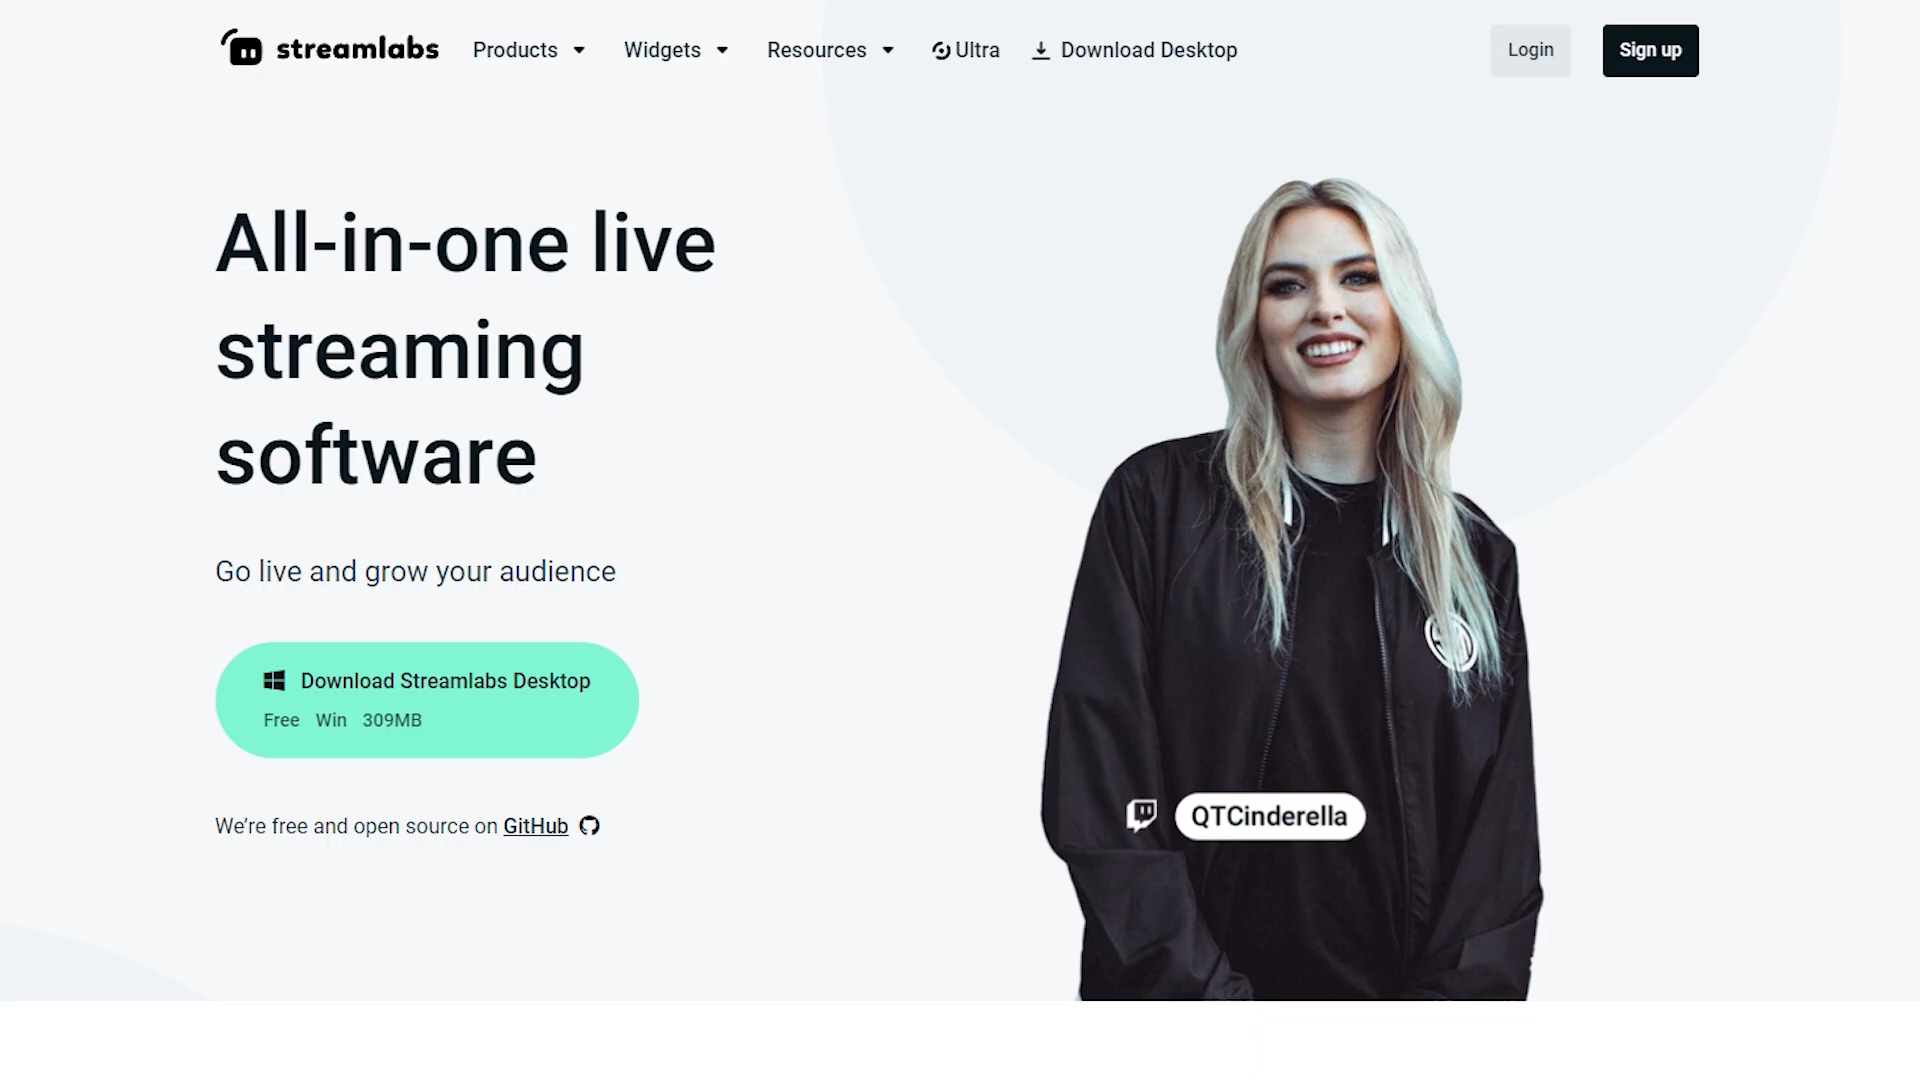 streamlabs Products Widgets Resources Ultra Download Desktop Login Sign up
All-in-one live
streaming
software
Go live and grow your audience
Download Streamlabs Desktop
Free Win 309MB
We’re free and open source on GitHub
QTCinderella